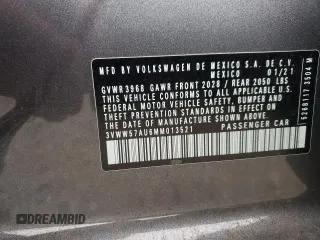 MFD BY VOLKSWAGEN DE MEXICO S.A. DE C.V.
MEXICO 01/21
GVWR 3968 GAWR FRONT 2028 / REAR 2050 LBS
THIS VEHICLE CONFORMS TO ALL APPLICABLE
FEDERAL MOTOR VEHICLE SAFETY, BUMPER AND
THEFT PREVENTION STANDARDS IN EFFECT ON
THE DATE OF MANUFACTURE SHOWN ABOVE.
3VWW57AU6MM013521 PASSENGER CAR
DREAMBID